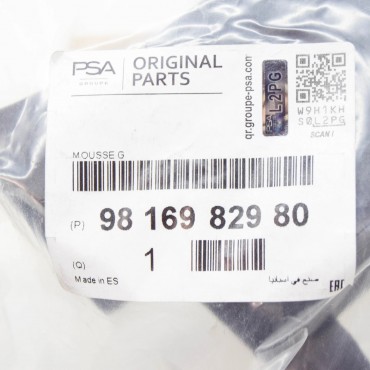 PSA
GROUPE
ORIGINAL
PARTS
qr.groupe-psa.com
PSA L2PG
W9H1KH
S0L2PG
SCAN !
MOUSSE G
(P) 98 169 829 80
(Q) 1
Made in ES
صنع في اسبانيا
EAC